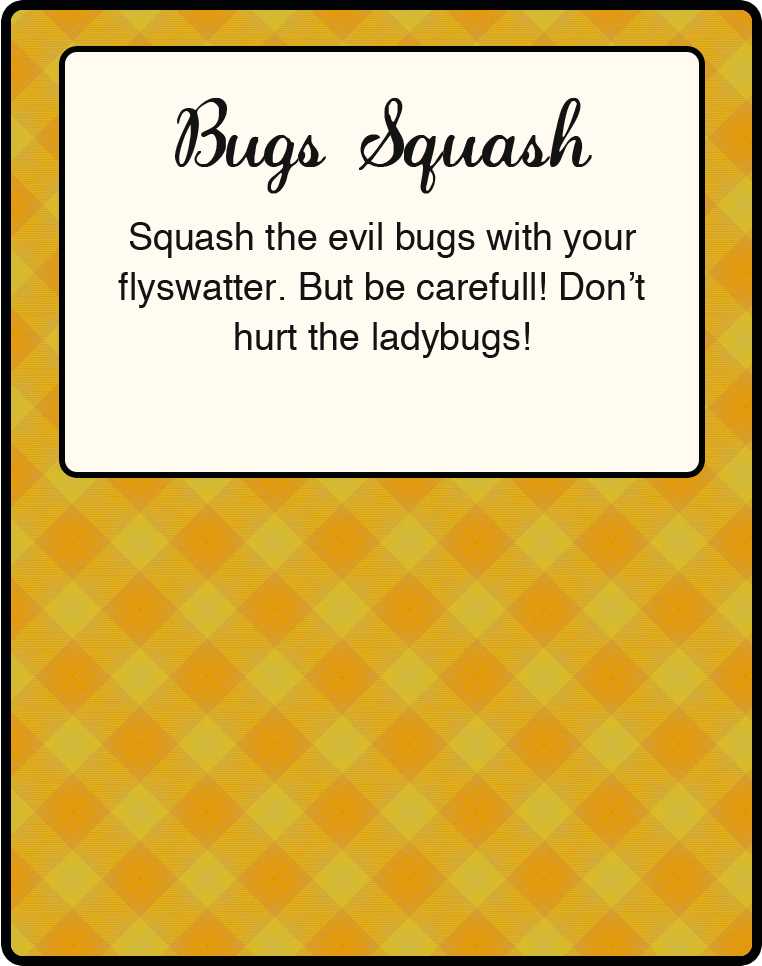 Bugs Squash
Squash the evil bugs with your
flyswatter. But be carefull! Don’t
hurt the ladybugs!